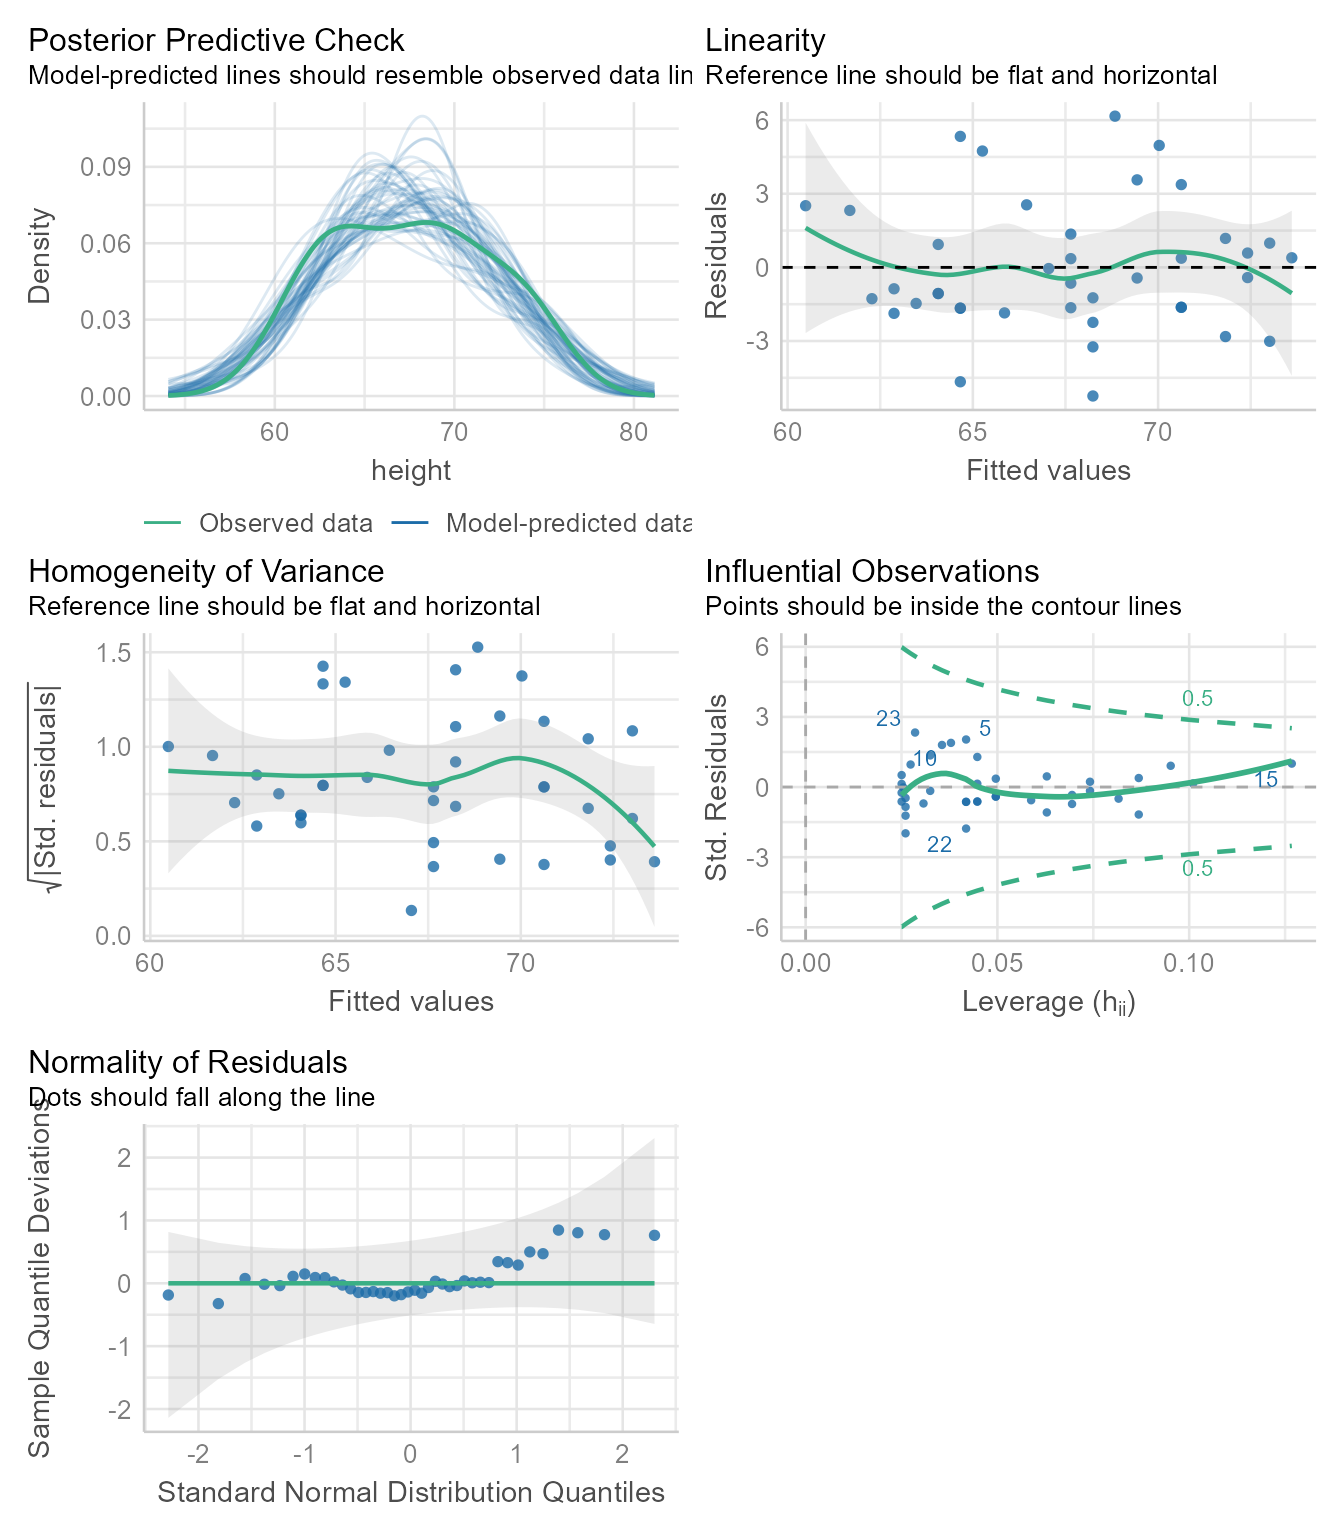 Posterior Predictive Check
Model-predicted lines should resemble observed data lin
Density
0.09
0.06
0.03
0.00
60 70 80
height
Observed data Model-predicted data
Linearity
Reference line should be flat and horizontal
Residuals
6
3
0
-3
60 65 70
Fitted values
Homogeneity of Variance
Reference line should be flat and horizontal
√|Std. residuals|
1.5
1.0
0.5
0.0
60 65 70
Fitted values
Influential Observations
Points should be inside the contour lines
Std. Residuals
6
3
0
-3
-6
0.5
23
5
10
15
22
0.5
0.00 0.05 0.10
Leverage (hii)
Normality of Residuals
Dots should fall along the line
Sample Quantile Deviations
2
1
0
-1
-2
-2 -1 0 1 2
Standard Normal Distribution Quantiles